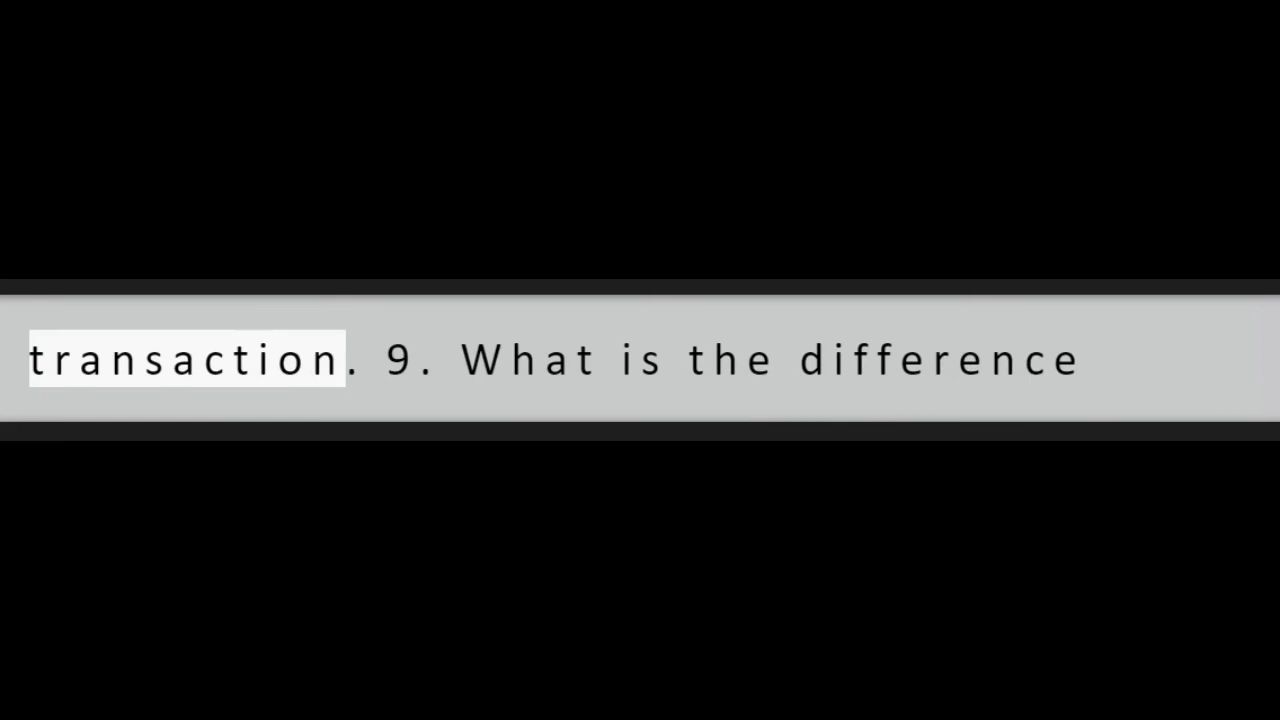 transaction. 9. What is the difference